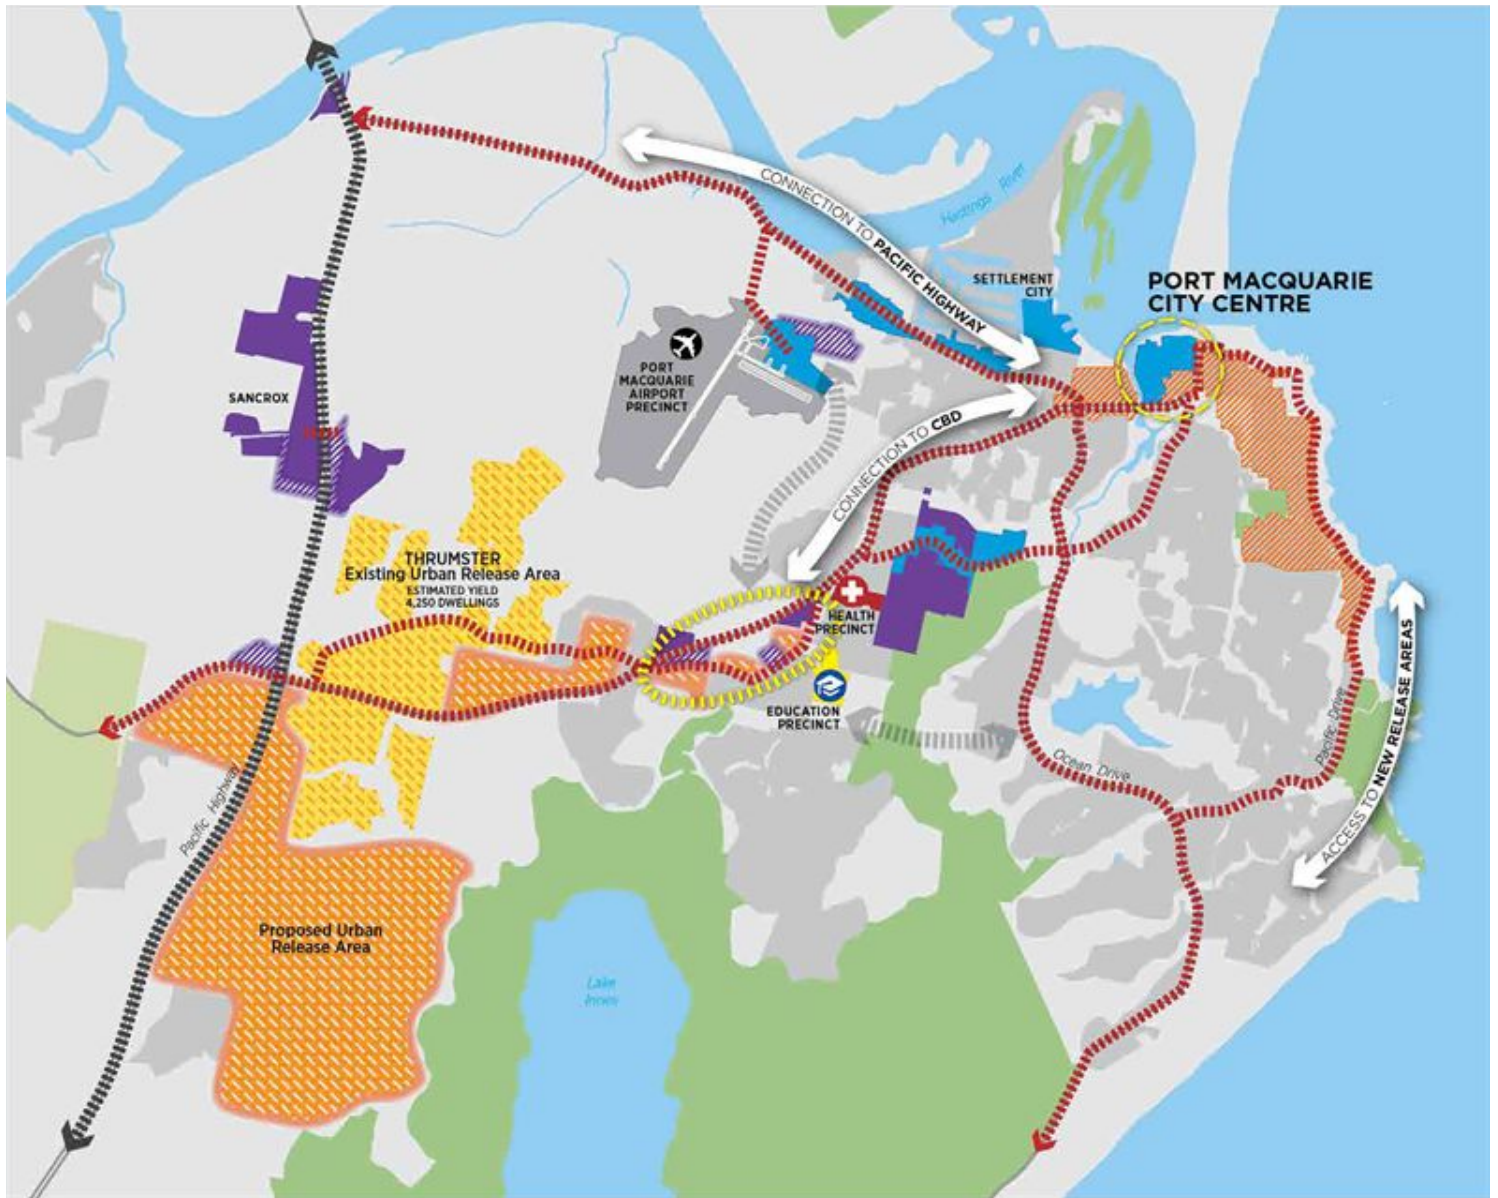 CONNECTION TO PACIFIC HIGHWAY
Hastings River
SETTLEMENT
CITY
PORT MACQUARIE
CITY CENTRE
PORT
MACQUARIE
AIRPORT
PRECINCT
SANCROX
CONNECTION TO CBD
THRUMSTER
Existing Urban Release Area
ESTIMATED YIELD
4,250 DWELLINGS
HEALTH
PRECINCT
EDUCATION
PRECINCT
Pacific Highway
Ocean Drive
Pacific Drive
ACCESS TO NEW RELEASE AREAS
Proposed Urban
Release Area
Lake
Innes